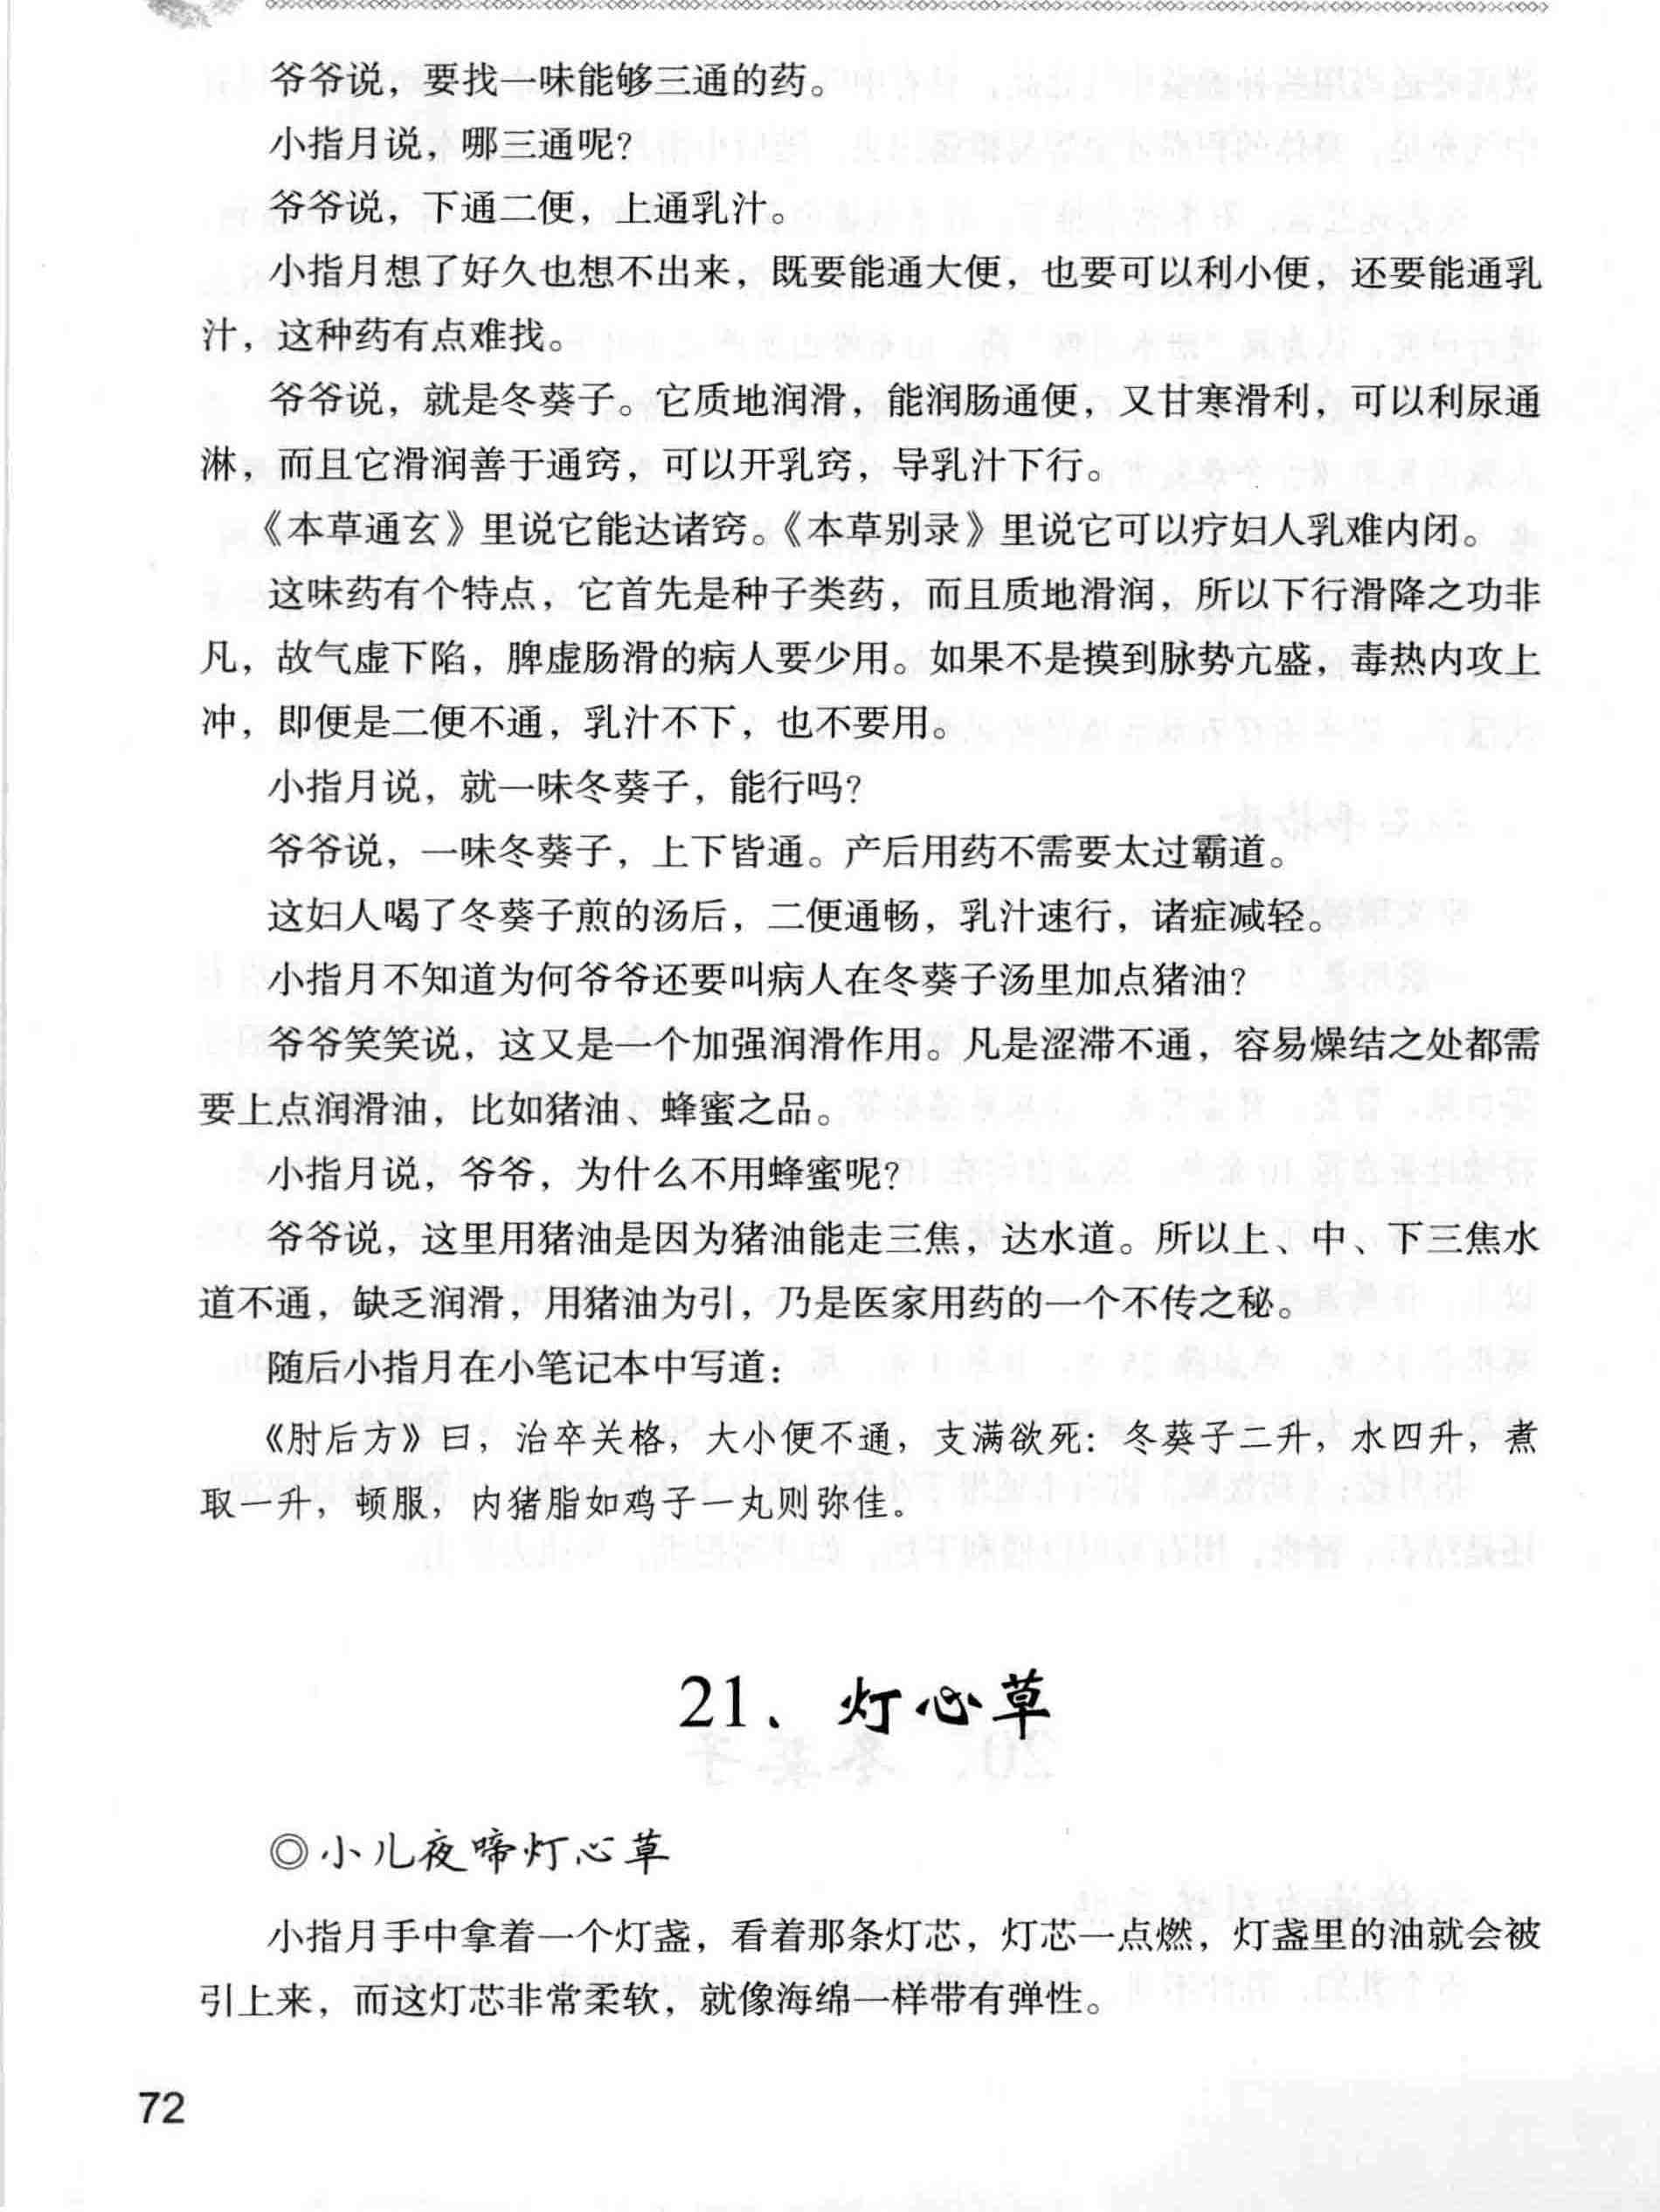 爷爷说，要找一味能够三通的药。
小指月说，哪三通呢？
爷爷说，下通二便，上通乳汁。
小指月想了好久也想不出来，既要能通大便，也要可以利小便，还要能通乳
汁，这种药有点难找。
爷爷说，就是冬葵子。它质地润滑，能润肠通便，又甘寒滑利，可以利尿通
淋，而且它滑润善于通窍，可以开乳窍，导乳汁下行。
《本草通玄》里说它能达诸窍。《本草别录》里说它可以疗妇人乳难内闭。
这味药有个特点，它首先是种子类药，而且质地滑润，所以下行滑降之功非
凡，故气虚下陷，脾虚肠滑的病人要少用。如果不是摸到脉势亢盛，毒热内攻上
冲，即便是二便不通，乳汁不下，也不要用。
小指月说，就一味冬葵子，能行吗？
爷爷说，一味冬葵子，上下皆通。产后用药不需要太过霸道。
这妇人喝了冬葵子煎的汤后，二便通畅，乳汁速行，诸症减轻。
小指月不知道为何爷爷还要叫病人在冬葵子汤里加点猪油？
爷爷笑笑说，这又是一个加强润滑作用。凡是涩滞不通，容易燥结之处都需
要上点润滑油，比如猪油、蜂蜜之品。
小指月说，爷爷，为什么不用蜂蜜呢？
爷爷说，这里用猪油是因为猪油能走三焦，达水道。所以上、中、下三焦水
道不通，缺乏润滑，用猪油为引，乃是医家用药的一个不传之秘。
随后小指月在小笔记本中写道：
《肘后方》曰，治卒关格，大小便不通，支满欲死：冬葵子二升，水四升，煮
取一升，顿服，内猪脂如鸡子一丸则弥佳。
21、灯心草
◎小儿夜啼灯心草
小指月手中拿着一个灯盏，看着那条灯芯，灯芯一点燃，灯盏里的油就会被
引上来，而这灯芯非常柔软，就像海绵一样带有弹性。
72